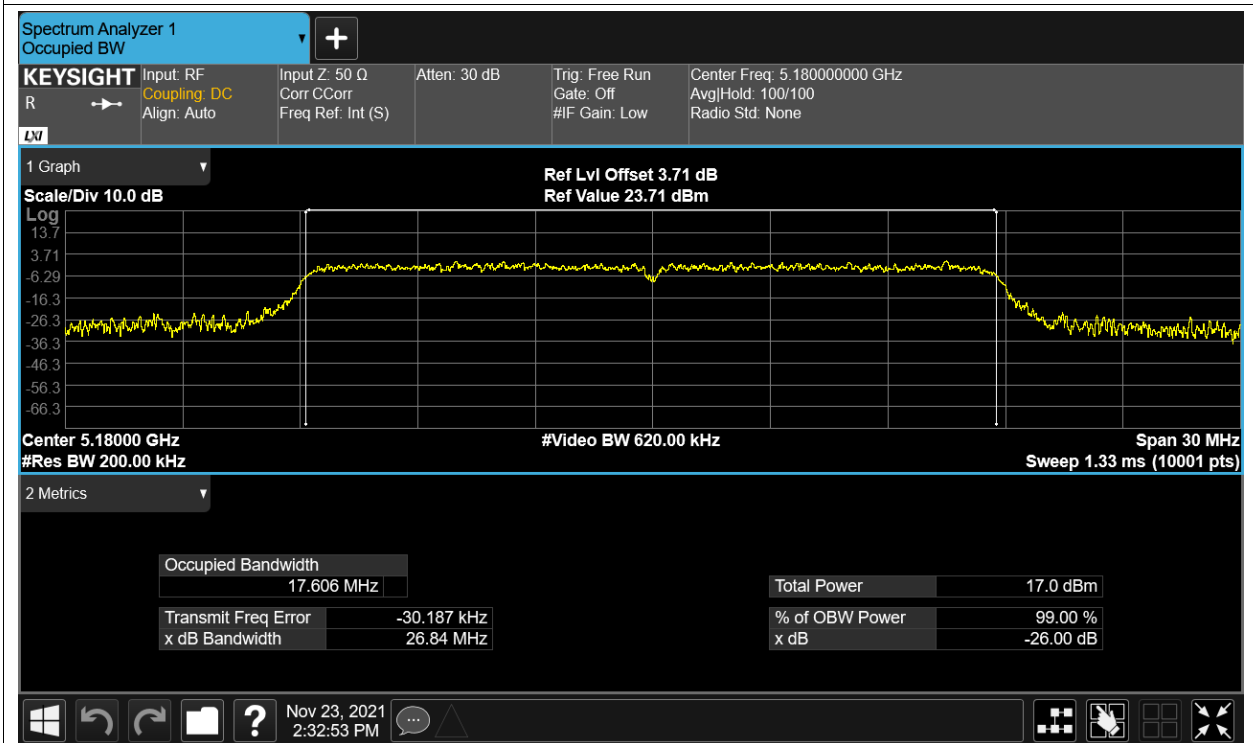 Spectrum Analyzer 1
Occupied BW
KEYSIGHT
R
LXI
Input: RF
Coupling: DC
Align: Auto
Input Z: 50 Ω
Corr CCorr
Freq Ref: Int (S)
Atten: 30 dB
Trig: Free Run
Gate: Off
#IF Gain: Low
Center Freq: 5.180000000 GHz
Avg|Hold: 100/100
Radio Std: None
1 Graph
Scale/Div 10.0 dB
Ref Lvl Offset 3.71 dB
Ref Value 23.71 dBm
Log
13.7
3.71
-6.29
-16.3
-26.3
-36.3
-46.3
-56.3
-66.3
Center 5.18000 GHz
#Res BW 200.00 kHz
#Video BW 620.00 kHz
Span 30 MHz
Sweep 1.33 ms (10001 pts)
2 Metrics
Occupied Bandwidth
17.606 MHz
Transmit Freq Error -30.187 kHz
x dB Bandwidth 26.84 MHz
Total Power 17.0 dBm
% of OBW Power 99.00 %
x dB -26.00 dB
?
Nov 23, 2021
2:32:53 PM